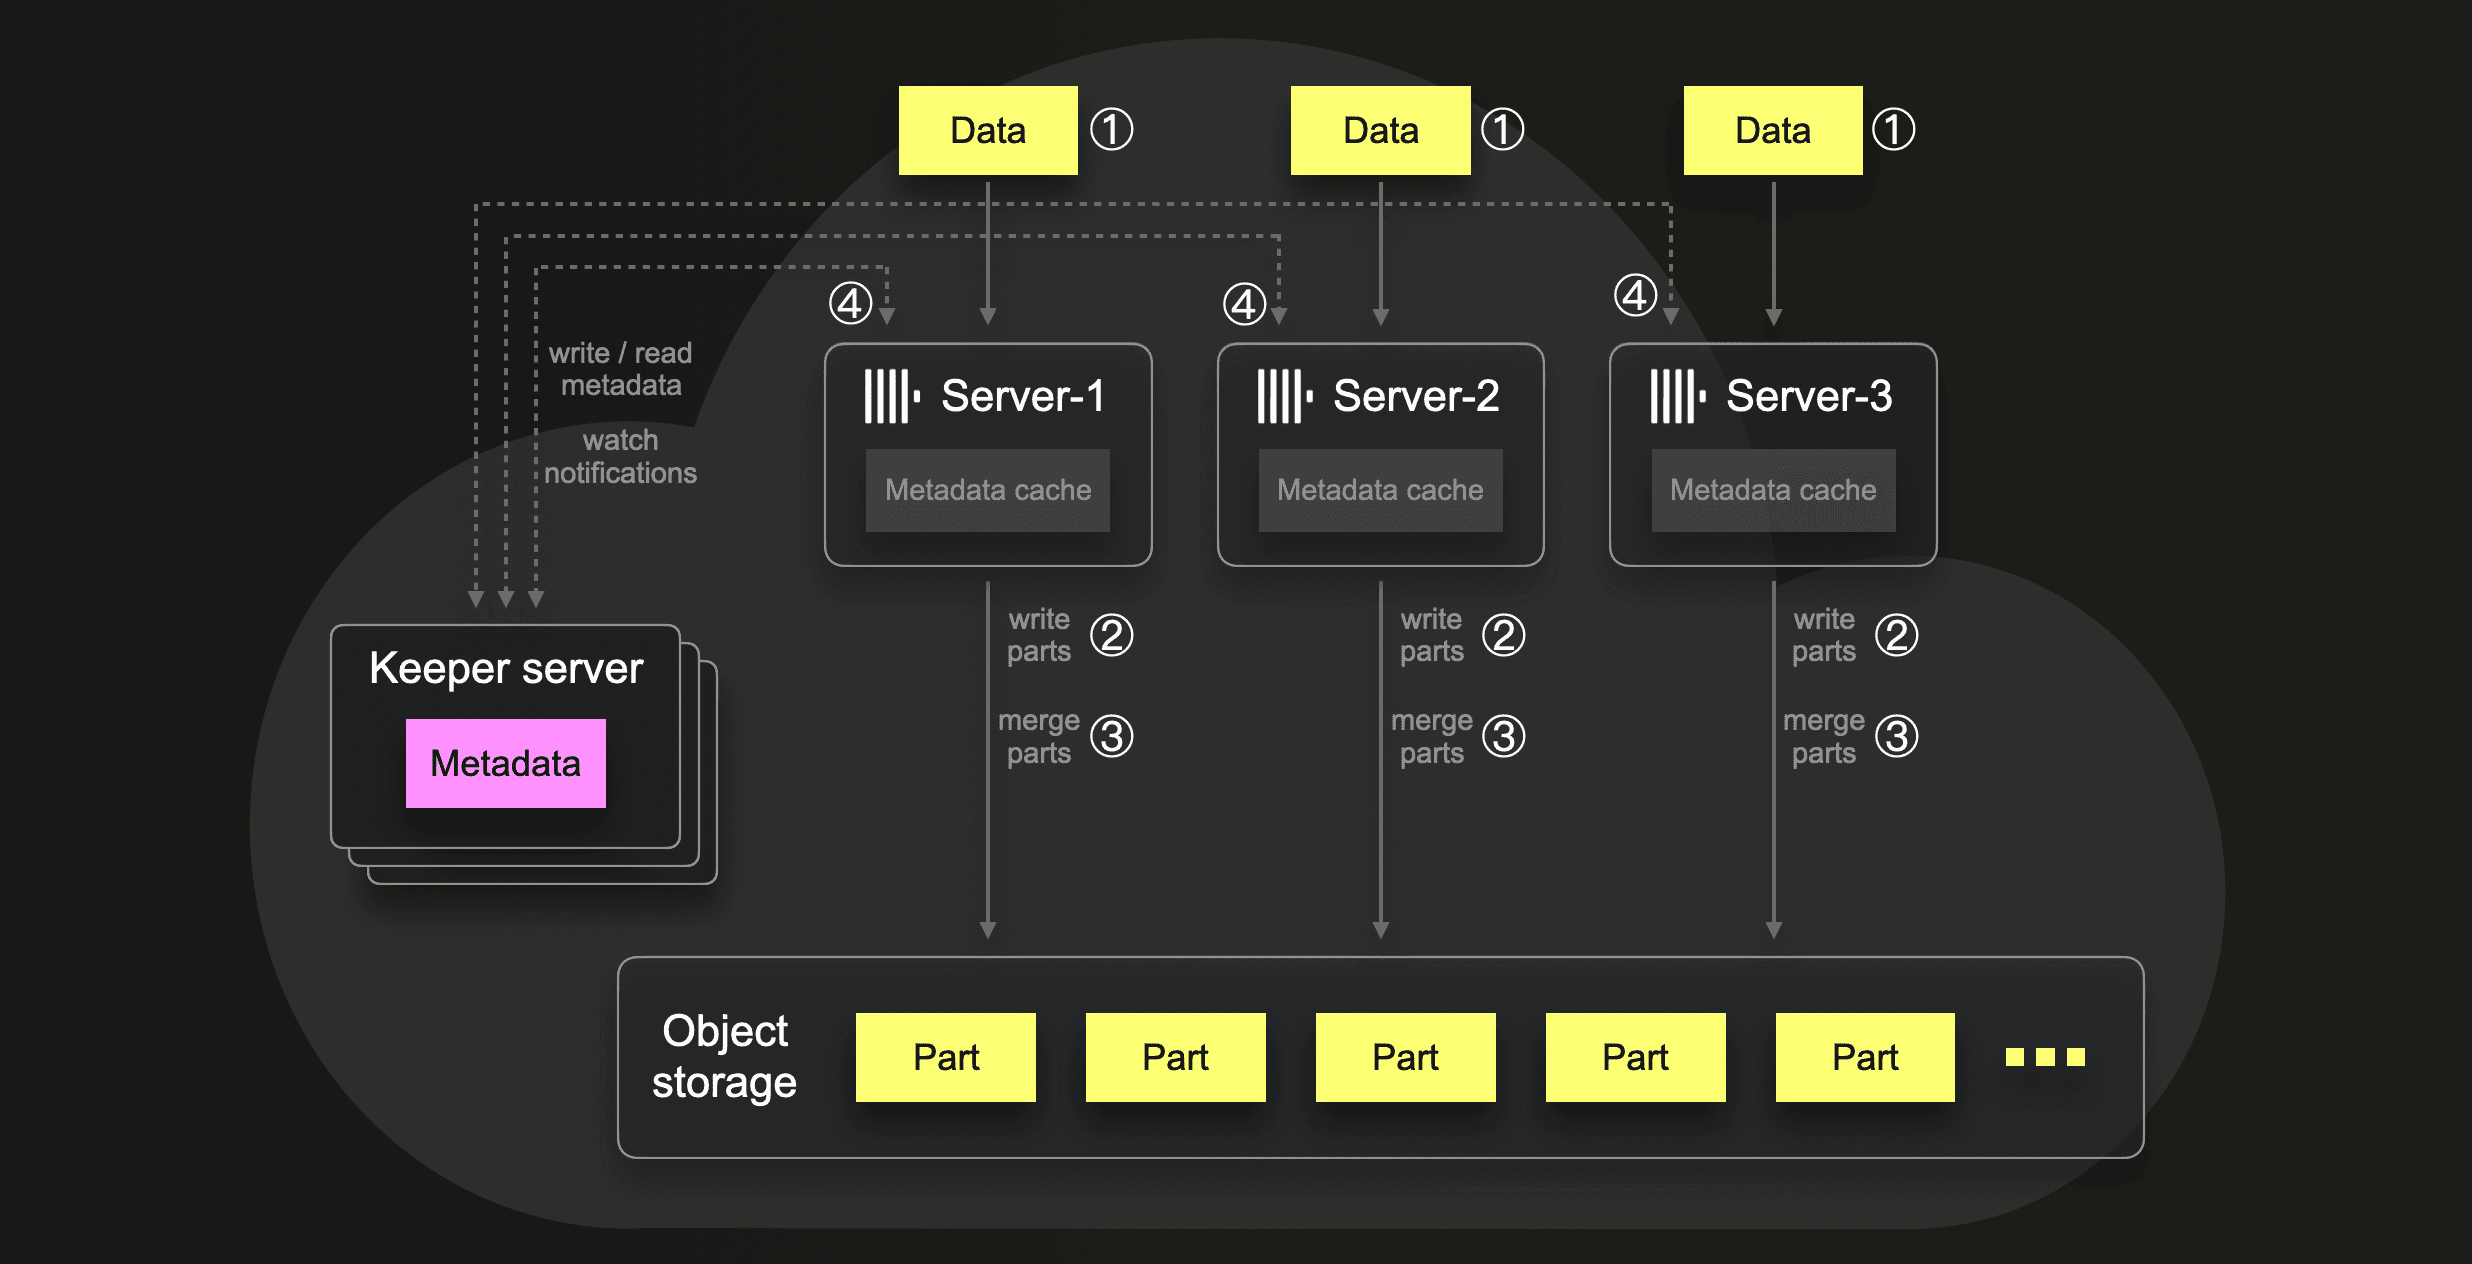 Data ①
Data ①
Data ①
④
④
④
write / read
metadata
watch
notifications
Server-1
Metadata cache
Server-2
Metadata cache
Server-3
Metadata cache
Keeper server
Metadata
write
parts ②
merge
parts ③
write
parts ②
merge
parts ③
write
parts ②
merge
parts ③
Object
storage
Part
Part
Part
Part
Part